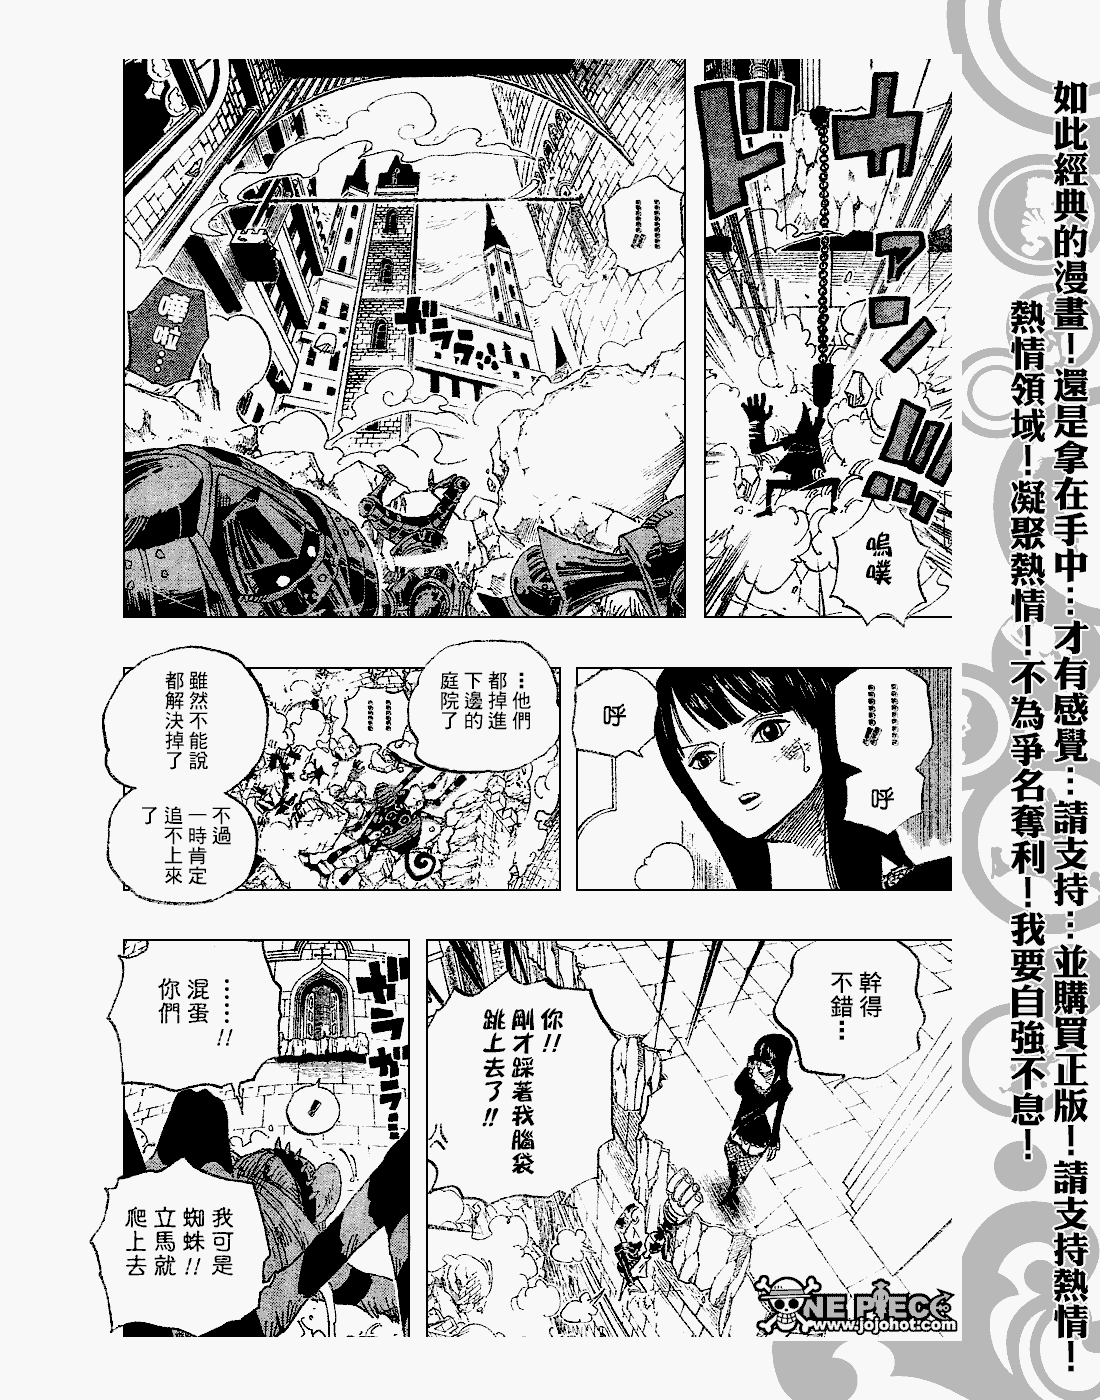 ドカァン!!!
嗚
噗
………!!
ガラガラッ…
嘩
啦…
………!!
呼
呼
…他們
都掉進
下邊的
庭院了
………
雖然不能說
都解決掉了
不過
一時肯定
追不上來
了
幹得
不錯…
你!!
剛才踩著我腦袋
跳上去了!!
ガラガラ…
……!!
混蛋
你們
!
我可是
蜘蛛!!
立馬就
爬上去
ONE PIECE
www.jojohot.com
如此經典的漫畫!還是拿在手中…才有感覺…請支持…並購買正版!請支持熱情!
熱情領域!凝聚熱情!不為爭名奪利!我要自強不息!